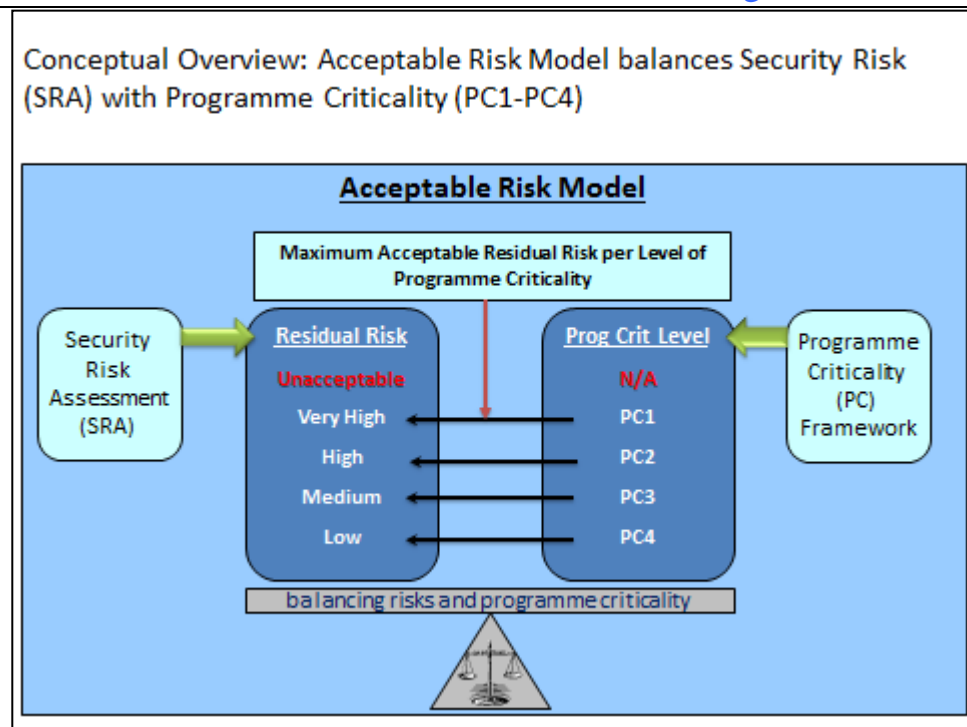 Conceptual Overview: Acceptable Risk Model balances Security Risk
(SRA) with Programme Criticality (PC1-PC4)
Acceptable Risk Model
Maximum Acceptable Residual Risk per Level of
Programme Criticality
Security
Risk
Assessment
(SRA)
Residual Risk
Unacceptable
Very High
High
Medium
Low
Prog Crit Level
N/A
PC1
PC2
PC3
PC4
Programme
Criticality
(PC)
Framework
balancing risks and programme criticality